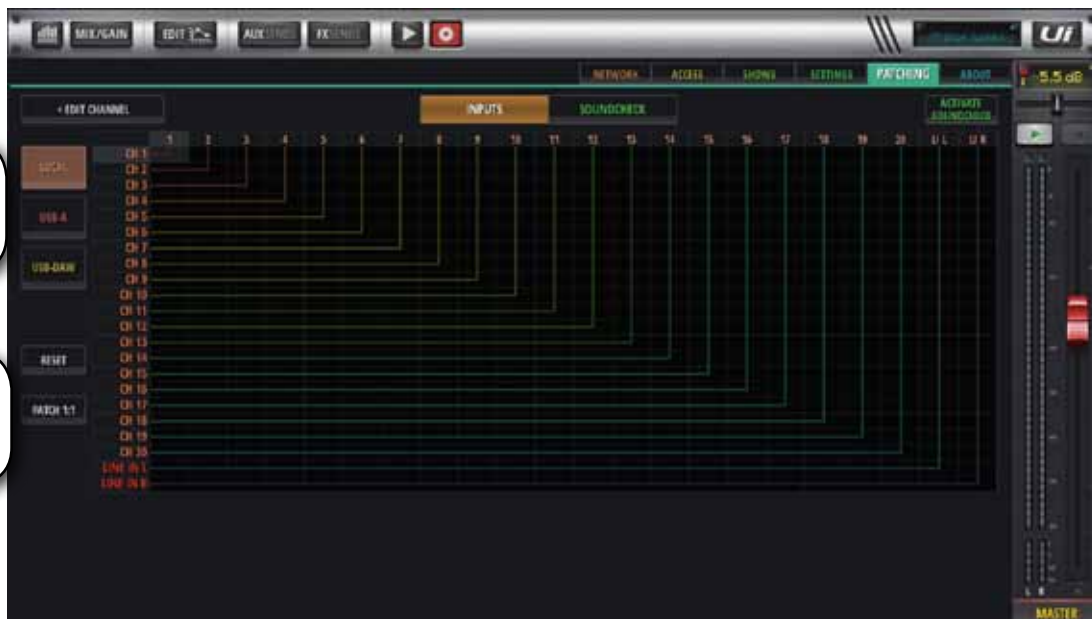 MIX/GAIN EDIT AUX SENDS FX SENDS Ui
NETWORK ACCESS SHOWS SETTINGS PATCHING ABOUT -5.5 dB
< EDIT CHANNEL INPUTS SOUNDCHECK ACTIVATE SOUNDCHECK
1 2 3 4 5 6 7 8 9 10 11 12 13 14 15 16 17 18 19 20 LI L LI R
LOCAL
USB-A
USB-DAW
RESET
PATCH 1:1
CH 1
CH 2
CH 3
CH 4
CH 5
CH 6
CH 7
CH 8
CH 9
CH 10
CH 11
CH 12
CH 13
CH 14
CH 15
CH 16
CH 17
CH 18
CH 19
CH 20
LINE IN L
LINE IN R
L R
MASTER